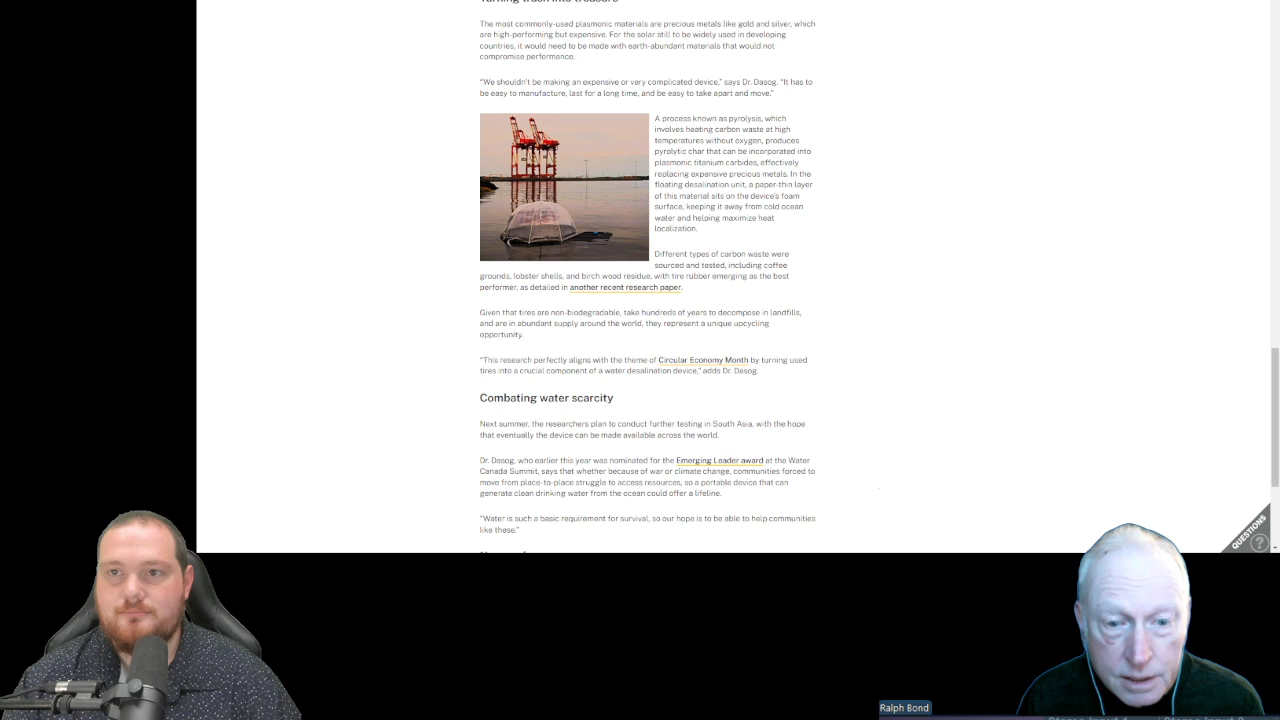 Turning trash into treasure
The most commonly-used plasmonic materials are precious metals like gold and silver, which
are high-performing but expensive. For the solar still to be widely used in developing
countries, it would need to be made with earth-abundant materials that would not
compromise performance.
“We shouldn’t be making an expensive or very complicated device,” says Dr. Dasog. “It has to
be easy to manufacture, last for a long time, and be easy to take apart and move.”
A process known as pyrolysis, which
involves heating carbon waste at high
temperatures without oxygen, produces
pyrolytic char that can be incorporated into
plasmonic titanium carbides, effectively
replacing expensive precious metals. In the
floating desalination unit, a paper-thin layer
of this material sits on the device’s foam
surface, keeping it away from cold ocean
water and helping maximize heat
localization.
Different types of carbon waste were
sourced and tested, including coffee
grounds, lobster shells, and birch wood residue, with tire rubber emerging as the best
performer, as detailed in another recent research paper.
Given that tires are non-biodegradable, take hundreds of years to decompose in landfills,
and are in abundant supply around the world, they represent a unique upcycling
opportunity.
“This research perfectly aligns with the theme of Circular Economy Month by turning used
tires into a crucial component of a water desalination device,” adds Dr. Dasog.
Combating water scarcity
Next summer, the researchers plan to conduct further testing in South Asia, with the hope
that eventually the device can be made available across the world.
Dr. Dasog, who earlier this year was nominated for the Emerging Leader award at the Water
Canada Summit, says that whether because of war or climate change, communities forced to
move from place-to-place struggle to access resources, so a portable device that can
generate clean drinking water from the ocean could offer a lifeline.
“Water is such a basic requirement for survival, so our hope is to be able to help communities
like these.”
QUESTIONS
?
Ralph Bond